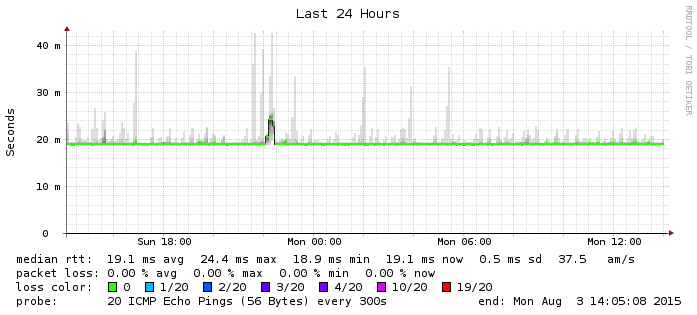 Last 24 Hours
RRDTOOL / TOBI OETIKER
Seconds
40 m
30 m
20 m
10 m
0
Sun 18:00 Mon 00:00 Mon 06:00 Mon 12:00
median rtt: 19.1 ms avg 24.4 ms max 18.9 ms min 19.1 ms now 0.5 ms sd 37.5 am/s
packet loss: 0.00 % avg 0.00 % max 0.00 % min 0.00 % now
loss color: 0 1/20 2/20 3/20 4/20 10/20 19/20
probe: 20 ICMP Echo Pings (56 Bytes) every 300s end: Mon Aug 3 14:05:08 2015